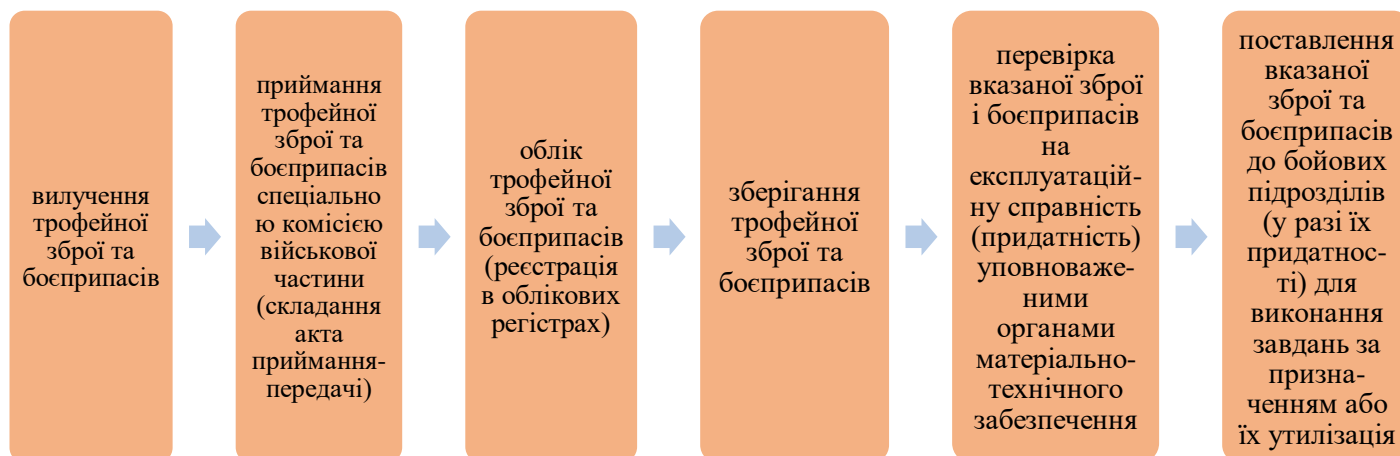 вилучення
трофейної
зброї та
боєприпасів
приймання
трофейної
зброї та
боєприпасів
спеціально
ю комісією
військової
частини
(складання
акта
приймання-
передачі)
облік
трофейної
зброї та
боєприпасів
(реєстрація
в облікових
регістрах)
зберігання
трофейної
зброї та
боєприпасів
перевірка
вказаної зброї
і боєприпасів
на
експлуатацій-
ну справність
(придатність)
уповноваже-
ними
органами
матеріально-
технічного
забезпечення
поставлення
вказаної
зброї та
боєприпасів
до бойових
підрозділів
(у разі їх
придатнос-
ті) для
виконання
завдань за
призна-
ченням або
їх утилізація